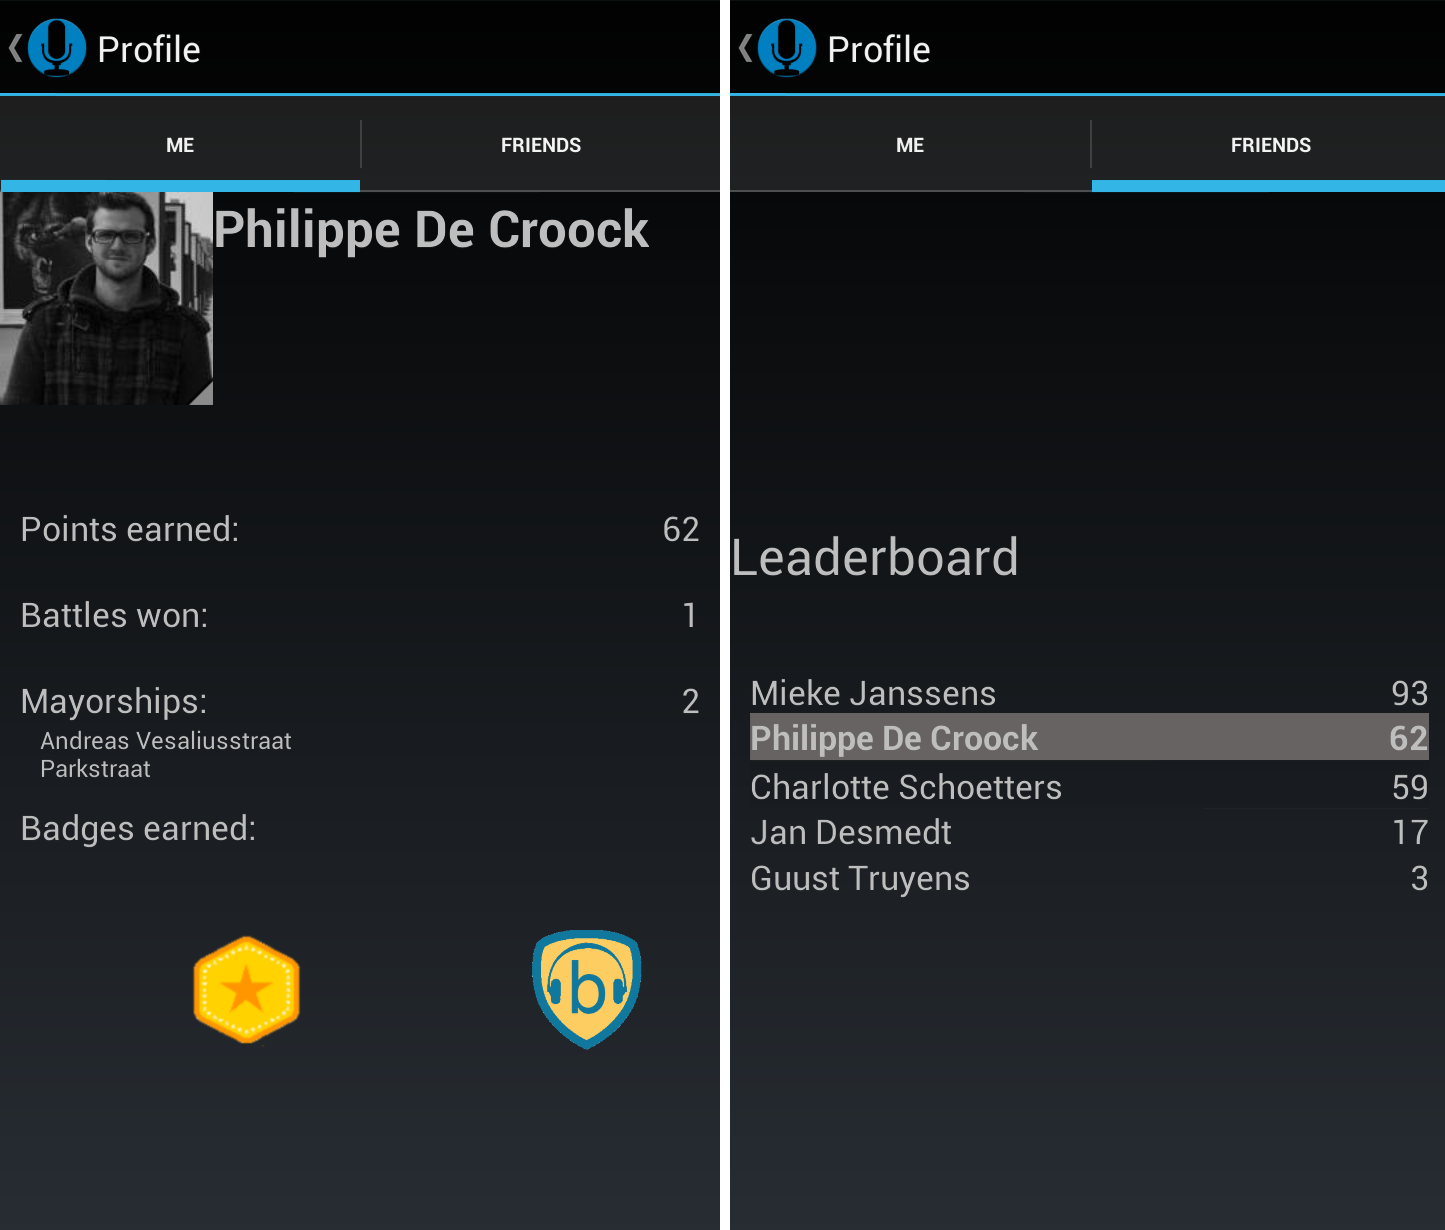 Profile
ME
FRIENDS
Philippe De Croock
Points earned: 62
Battles won: 1
Mayorships: 2
Andreas Vesaliusstraat
Parkstraat
Badges earned:
b
Profile
ME
FRIENDS
Leaderboard
Mieke Janssens 93
Philippe De Croock 62
Charlotte Schoetters 59
Jan Desmedt 17
Guust Truyens 3